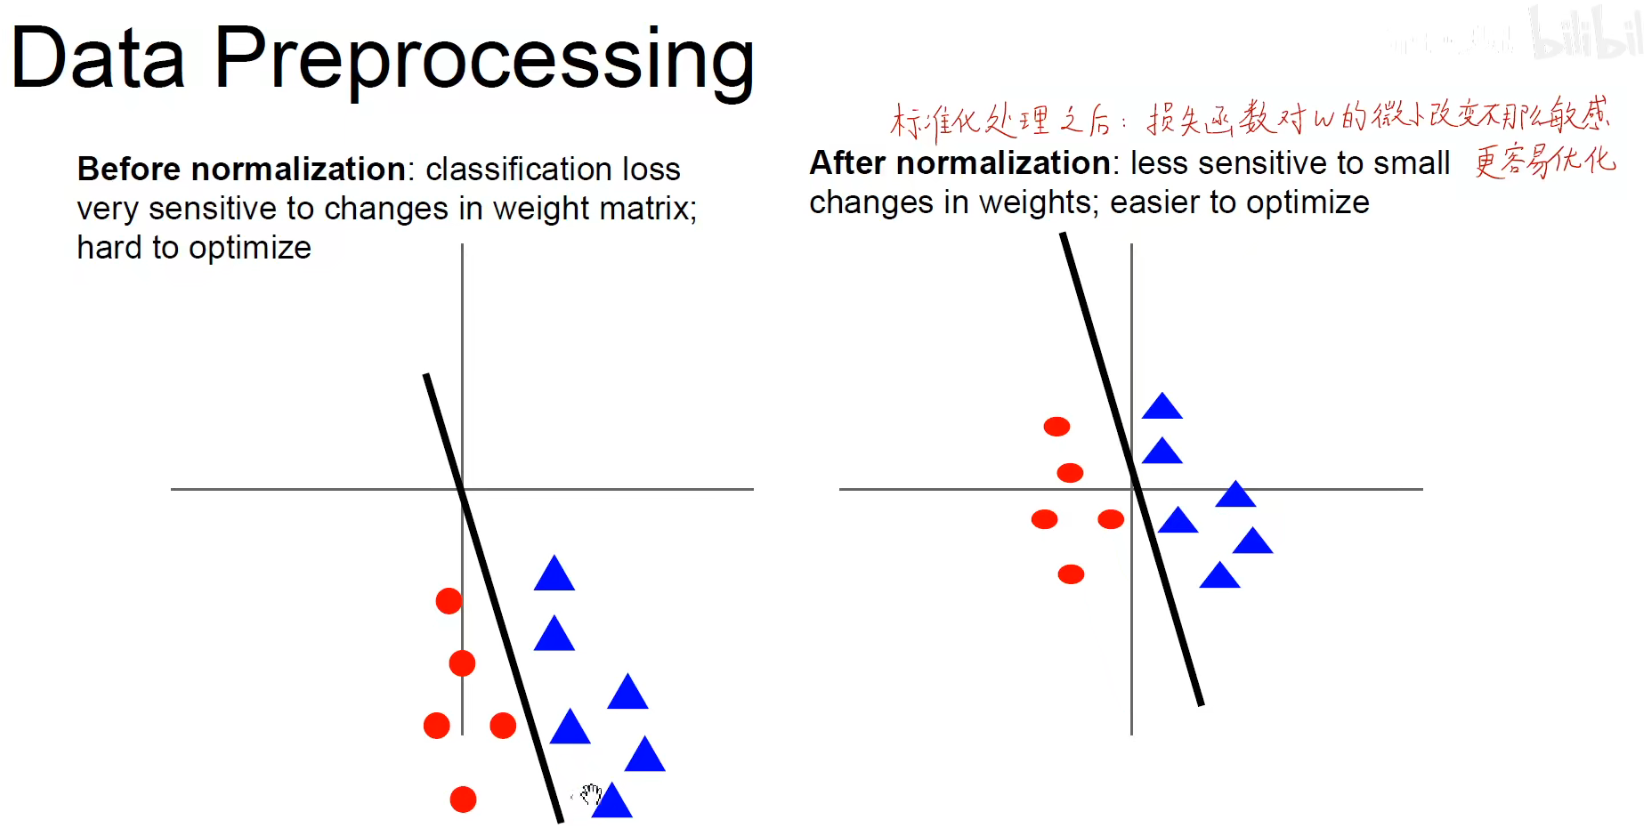 Data Preprocessing
bilibil
标准化处理之后：损失函数对W的微小改变不那么敏感
更容易优化
Before normalization: classification loss
very sensitive to changes in weight matrix;
hard to optimize
After normalization: less sensitive to small
changes in weights; easier to optimize